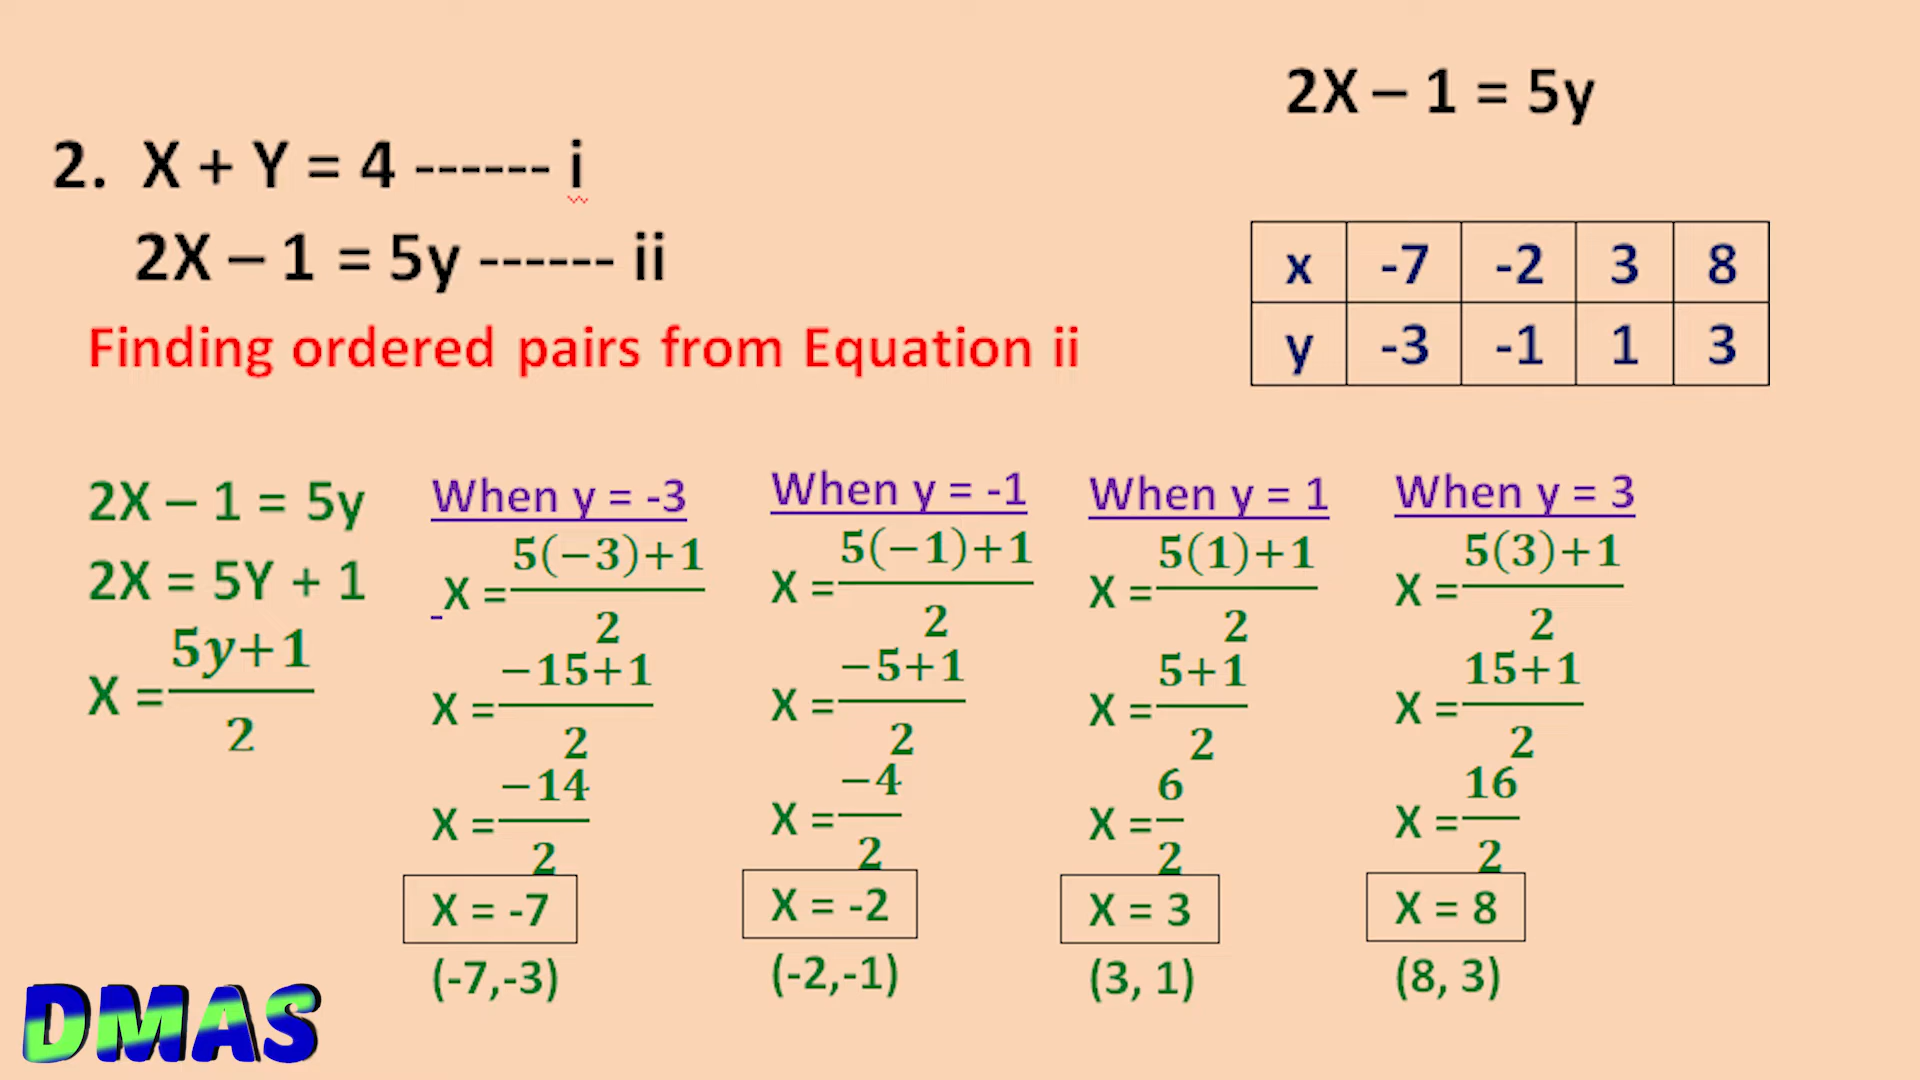 2X – 1 = 5y
2. X + Y = 4 ------ i
2X – 1 = 5y ------ ii
Finding ordered pairs from Equation ii
x -7 -2 3 8
y -3 -1 1 3
2X – 1 = 5y
2X = 5Y + 1
X = 5y+1 / 2
When y = -3
X = 5(−3)+1 / 2
X = −15+1 / 2
X = −14 / 2
X = -7
(-7,-3)
When y = -1
X = 5(−1)+1 / 2
X = −5+1 / 2
X = −4 / 2
X = -2
(-2,-1)
When y = 1
X = 5(1)+1 / 2
X = 5+1 / 2
X = 6 / 2
X = 3
(3, 1)
When y = 3
X = 5(3)+1 / 2
X = 15+1 / 2
X = 16 / 2
X = 8
(8, 3)
DMAS